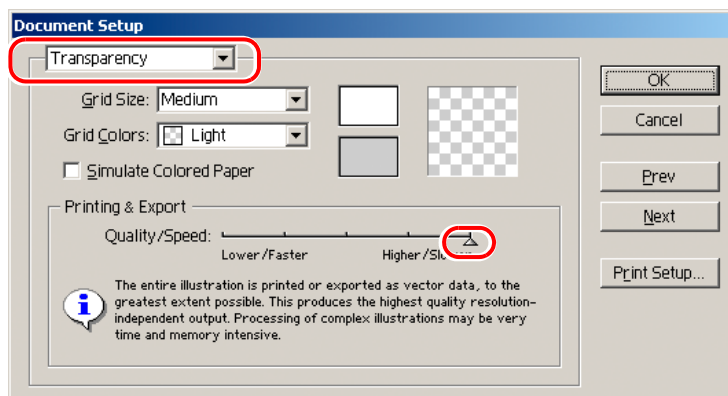 Document Setup
Transparency
Grid Size: Medium
Grid Colors: Light
Simulate Colored Paper
Printing & Export
Quality/Speed:
Lower/Faster Higher/
The entire illustration is printed or exported as vector data, to the
greatest extent possible. This produces the highest quality resolution-
independent output. Processing of complex illustrations may be very
time and memory intensive.
OK
Cancel
Prev
Next
Print Setup...